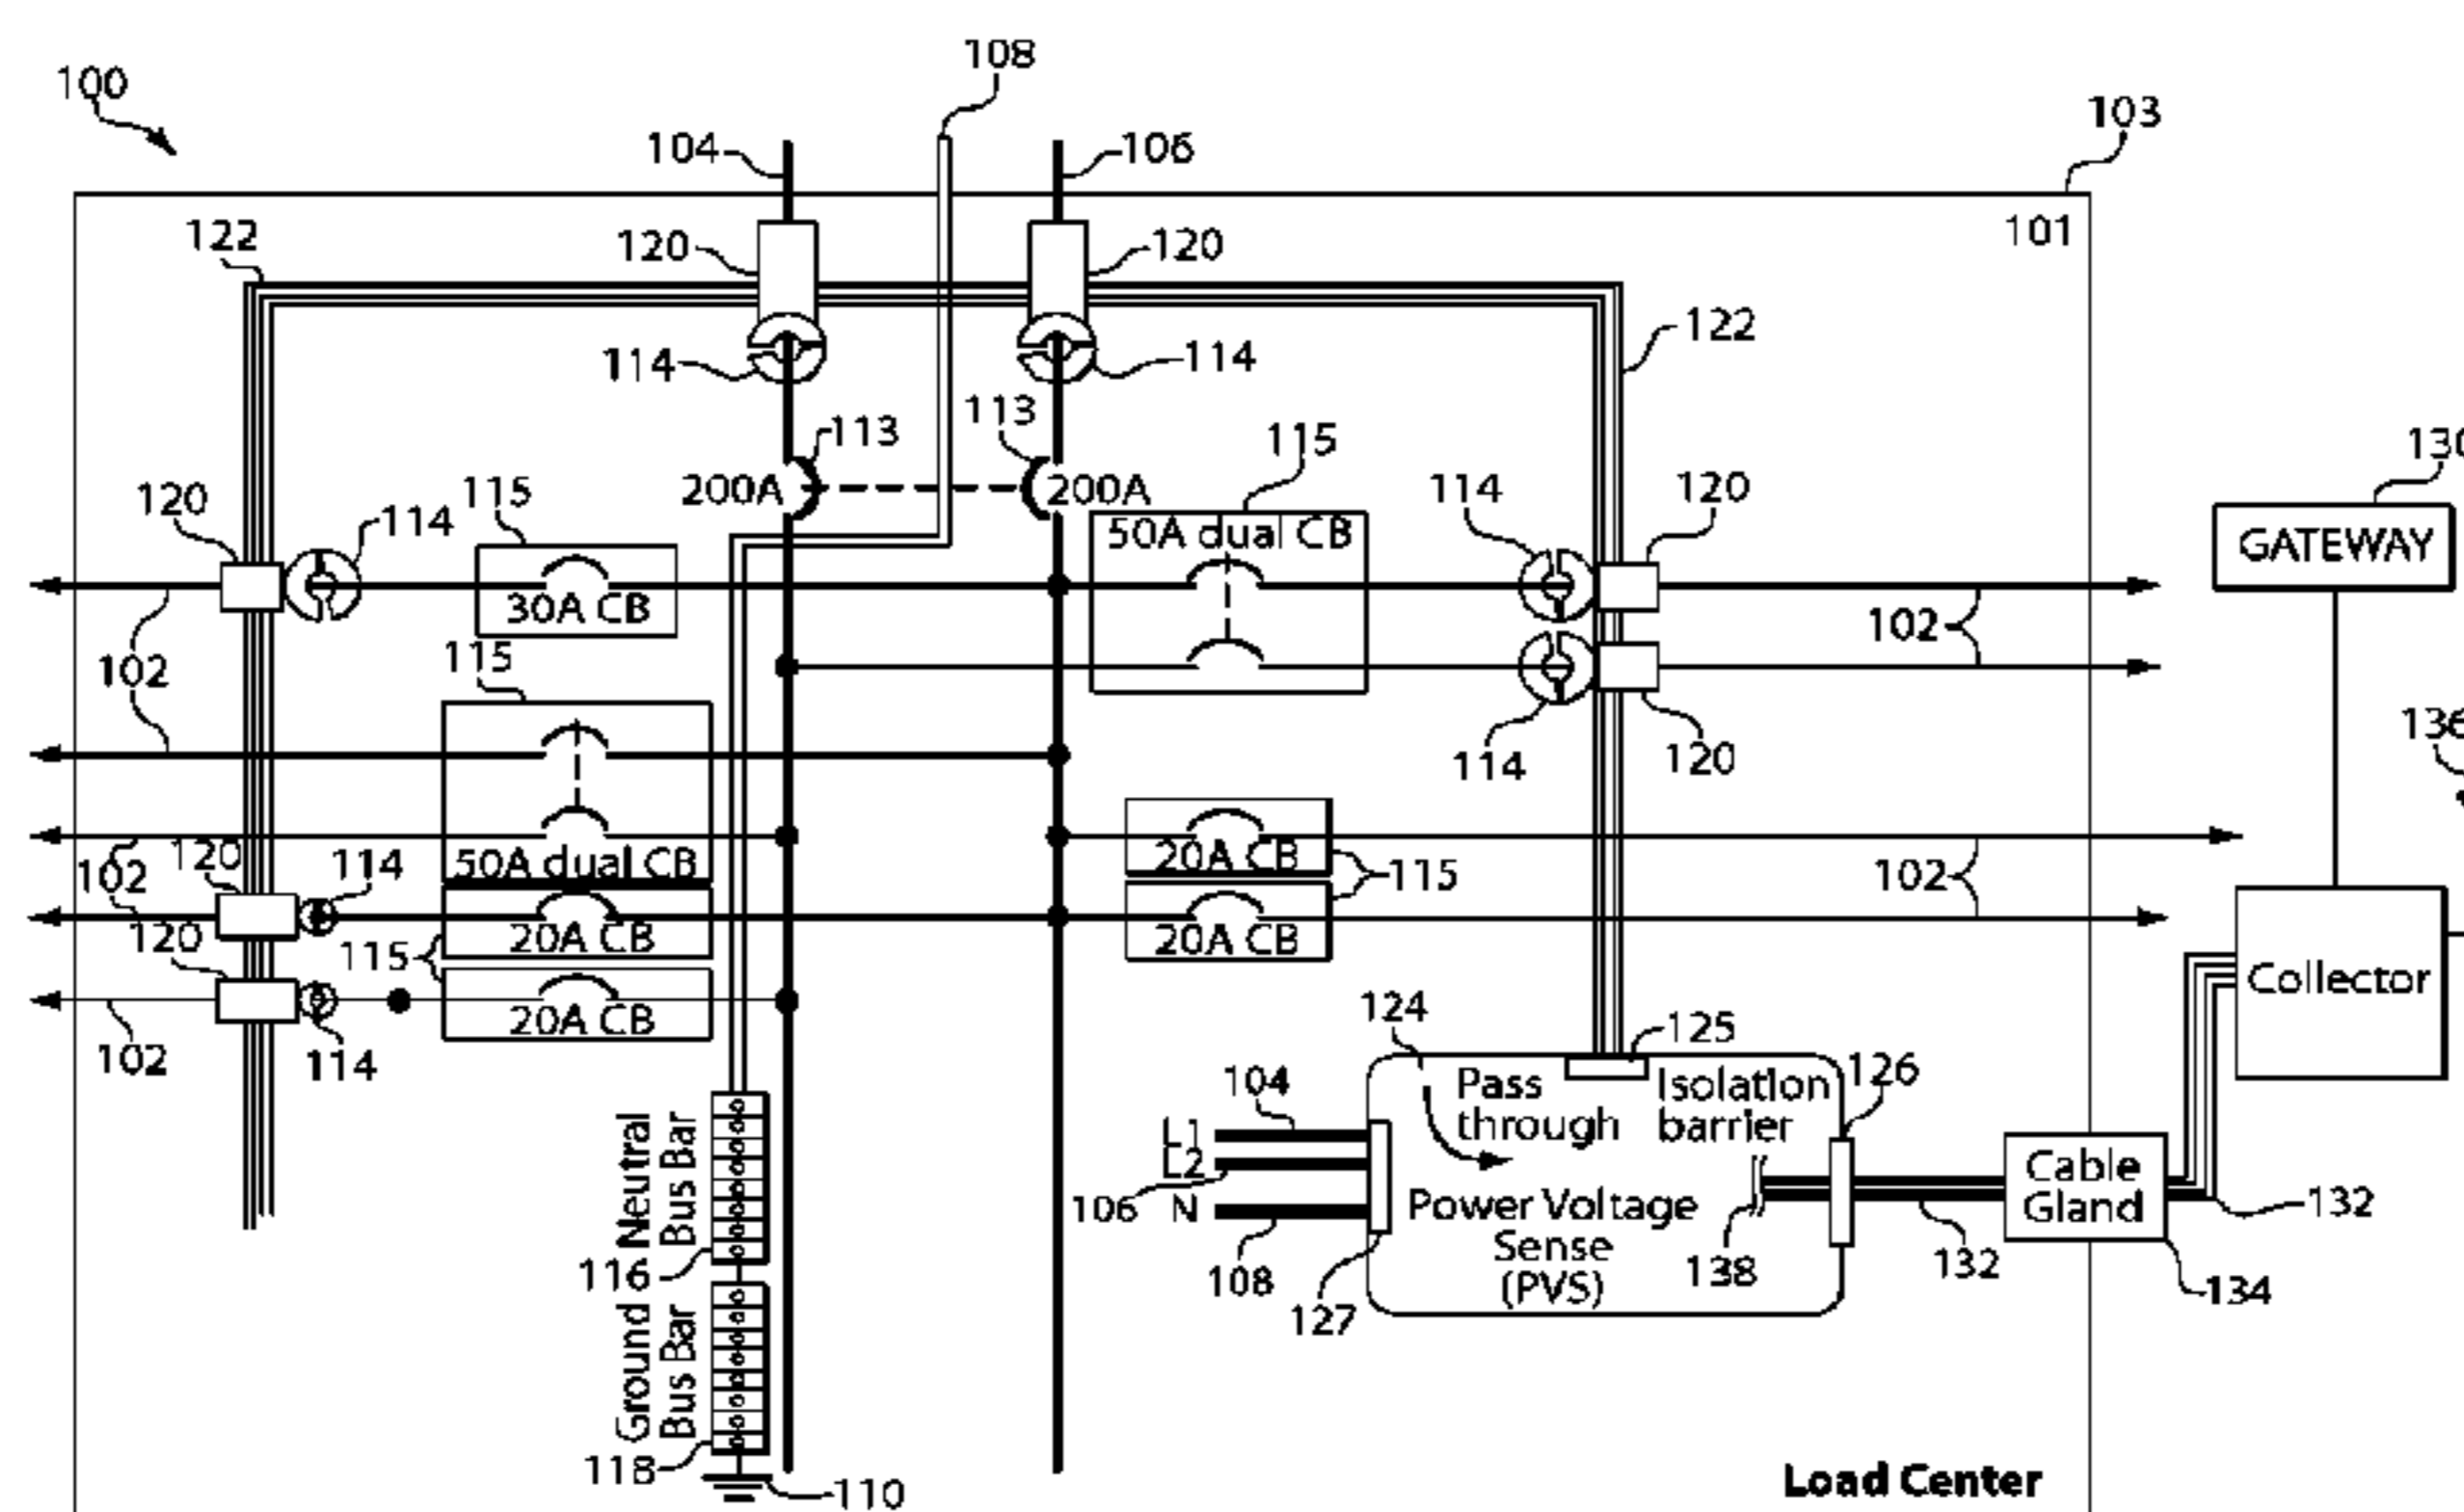 108
100
103
104
106
122
120
120
101
122
114
114
113
113
115
130
120
115
114
200A
200A
114
120
50A dual CB
GATEWAY
30A CB
102
102
115
114
120
136
102
120
114
50A dual CB
20A CB
115
102
102
120
20A CB
115
20A CB
Collector
20A CB
124
125
102
114
104
Pass through
Isolation barrier
126
L1
L2
Neutral Bus Bar
106
N
Power Voltage
Sense
(PVS)
Cable
Gland
132
116
108
138
132
134
127
Ground Bus Bar
118
110
Load Center